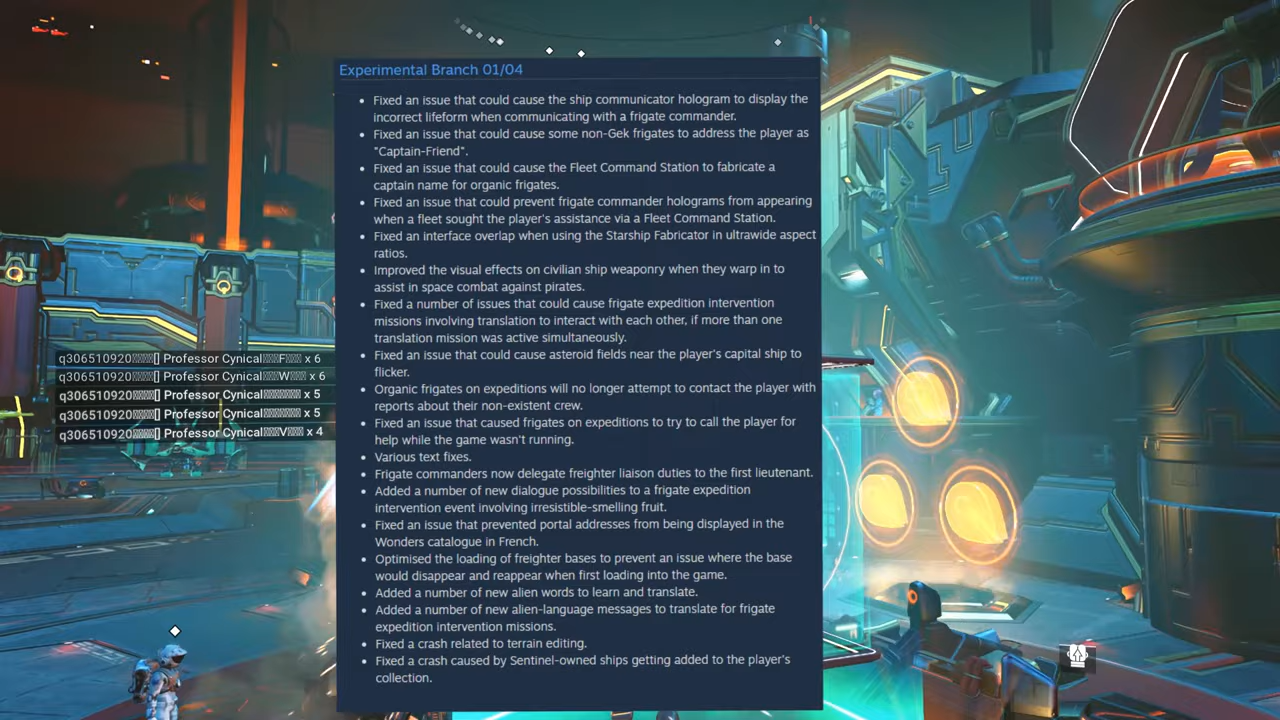 Experimental Branch 01/04
Fixed an issue that could cause the ship communicator hologram to display the
incorrect lifeform when communicating with a frigate commander.
Fixed an issue that could cause some non-Gek frigates to address the player as
"Captain-Friend".
Fixed an issue that could cause the Fleet Command Station to fabricate a
captain name for organic frigates.
Fixed an issue that could prevent frigate commander holograms from appearing
when a fleet sought the player's assistance via a Fleet Command Station.
Fixed an interface overlap when using the Starship Fabricator in ultrawide aspect
ratios.
Improved the visual effects on civilian ship weaponry when they warp in to
assist in space combat against pirates.
Fixed a number of issues that could cause frigate expedition intervention
missions involving translation to interact with each other, if more than one
translation mission was active simultaneously.
Fixed an issue that could cause asteroid fields near the player's capital ship to
flicker.
Organic frigates on expeditions will no longer attempt to contact the player with
reports about their non-existent crew.
Fixed an issue that caused frigates on expeditions to try to call the player for
help while the game wasn't running.
Various text fixes.
Frigate commanders now delegate freighter liaison duties to the first lieutenant.
Added a number of new dialogue possibilities to a frigate expedition
intervention event involving irresistible-smelling fruit.
Fixed an issue that prevented portal addresses from being displayed in the
Wonders catalogue in French.
Optimised the loading of freighter bases to prevent an issue where the base
would disappear and reappear when first loading into the game.
Added a number of new alien words to learn and translate.
Added a number of new alien-language messages to translate for frigate
expedition intervention missions.
Fixed a crash related to terrain editing.
Fixed a crash caused by Sentinel-owned ships getting added to the player's
collection.
q306510920▯▯▯▯[] Professor Cynical▯▯▯F▯▯▯ x 6
q306510920▯▯▯▯[] Professor Cynical▯▯▯W▯▯▯ x 6
q306510920▯▯▯▯[] Professor Cynical▯▯▯▯▯▯▯ x 5
q306510920▯▯▯▯[] Professor Cynical▯▯▯▯▯▯▯ x 5
q306510920▯▯▯▯[] Professor Cynical▯▯▯V▯▯▯ x 4